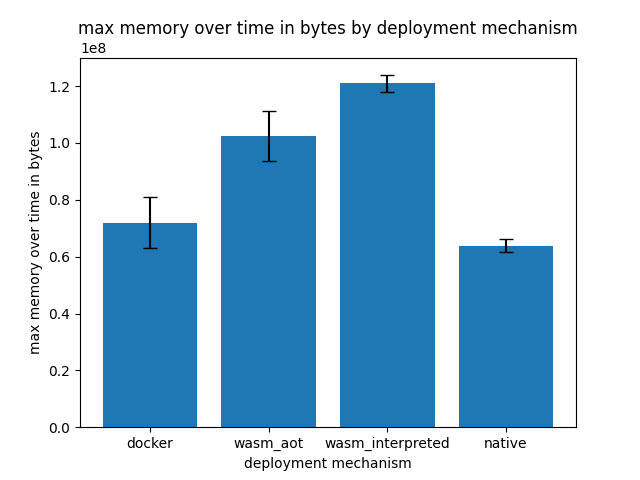 max memory over time in bytes by deployment mechanism
1e8
1.2
1.0
0.8
0.6
0.4
0.2
0.0
max memory over time in bytes
docker wasm_aot wasm_interpreted native
deployment mechanism